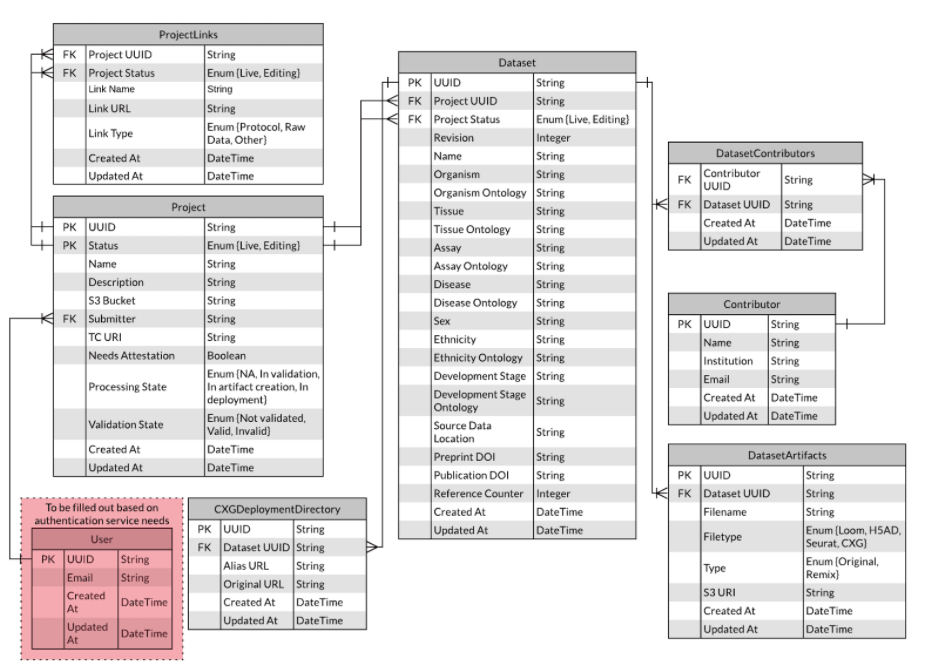 ProjectLinks
FK Project UUID String
FK Project Status Enum {Live, Editing}
Link Name String
Link URL String
Link Type Enum {Protocol, Raw
Data, Other}
Created At DateTime
Updated At DateTime
Project
PK UUID String
PK Status Enum {Live, Editing}
Name String
Description String
S3 Bucket String
FK Submitter String
TC URI String
Needs Attestation Boolean
Processing State Enum {NA, In validation,
In artifact creation, In
deployment}
Validation State Enum {Not validated,
Valid, Invalid}
Created At DateTime
Updated At DateTime
To be filled out based on
authentication service needs
User
PK UUID String
Email String
Created
At DateTime
Updated
At DateTime
CXGDeploymentDirectory
PK UUID String
FK Dataset UUID String
Alias URL String
Original URL String
Created At DateTime
Updated At DateTime
Dataset
PK UUID String
FK Project UUID String
FK Project Status Enum {Live, Editing}
Revision Integer
Name String
Organism String
Organism Ontology String
Tissue String
Tissue Ontology String
Assay String
Assay Ontology String
Disease String
Disease Ontology String
Sex String
Ethnicity String
Ethnicity Ontology String
Development Stage String
Development Stage
Ontology String
Source Data
Location String
Preprint DOI String
Publication DOI String
Reference Counter Integer
Created At DateTime
Updated At DateTime
DatasetContributors
FK Contributor
UUID String
FK Dataset UUID String
Created At DateTime
Updated At DateTime
Contributor
PK UUID String
Name String
Institution String
Email String
Created At DateTime
Updated At DateTime
DatasetArtifacts
PK UUID String
FK Dataset UUID String
Filename String
Filetype Enum {Loom, H5AD,
Seurat, CXG}
Type Enum {Original,
Remix}
S3 URI String
Created At DateTime
Updated At DateTime